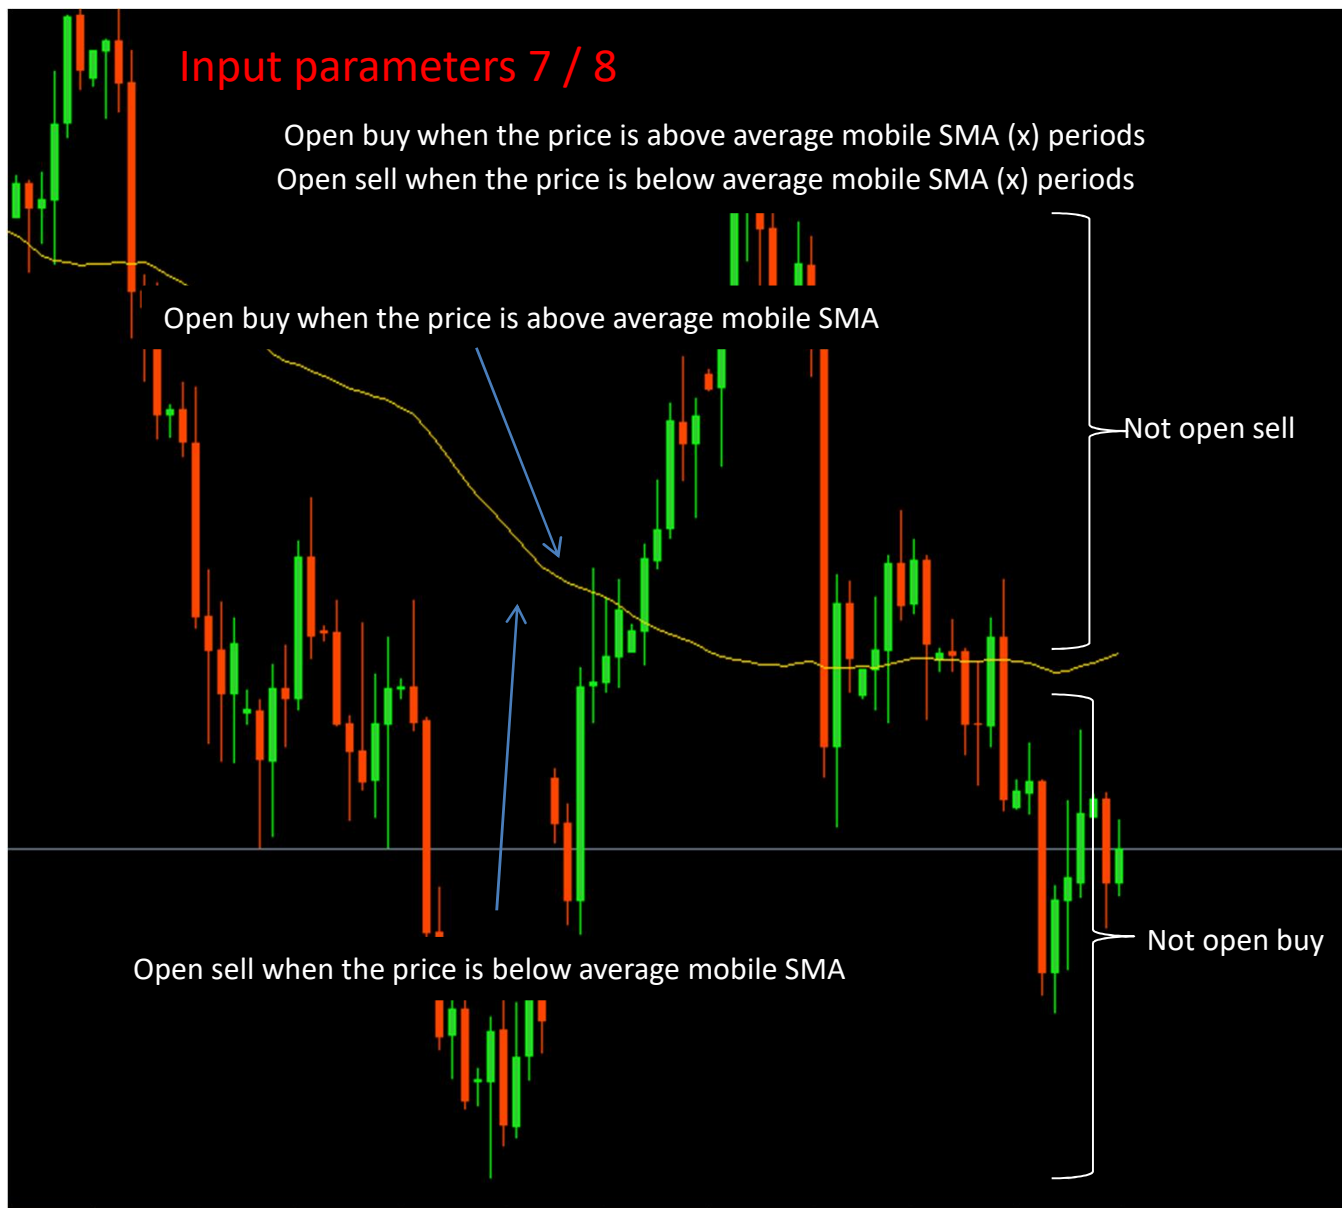 Input parameters 7 / 8
Open buy when the price is above average mobile SMA (x) periods
Open sell when the price is below average mobile SMA (x) periods
Open buy when the price is above average mobile SMA
Not open sell
Not open buy
Open sell when the price is below average mobile SMA